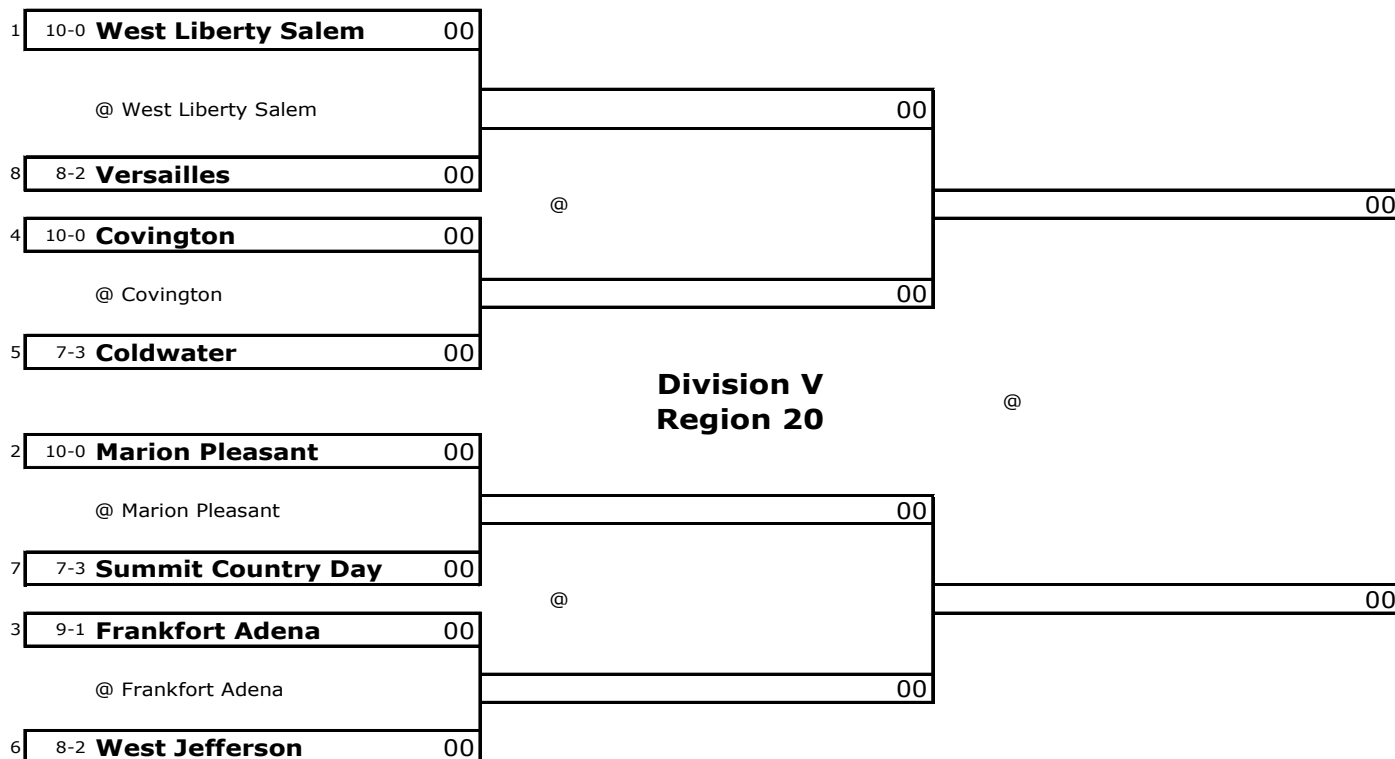 1 10-0 West Liberty Salem 00
@ West Liberty Salem
00
8 8-2 Versailles 00
@
00
4 10-0 Covington 00
@ Covington
00
5 7-3 Coldwater 00
Division V
Region 20
@
2 10-0 Marion Pleasant 00
@ Marion Pleasant
00
7 7-3 Summit Country Day 00
@
00
3 9-1 Frankfort Adena 00
@ Frankfort Adena
00
6 8-2 West Jefferson 00